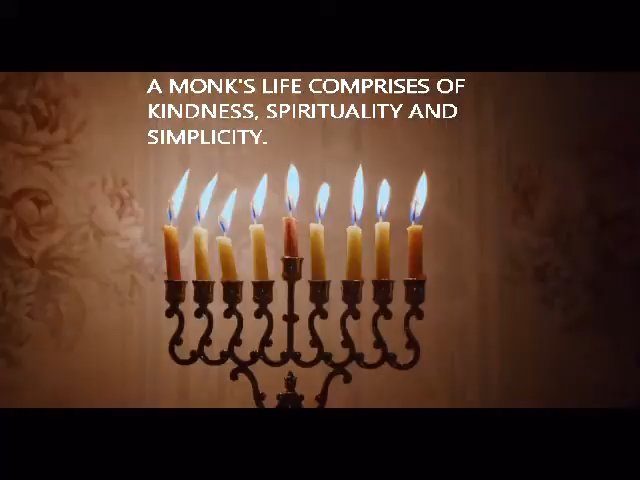 A MONK'S LIFE COMPRISES OF
KINDNESS, SPIRITUALITY AND
SIMPLICITY.